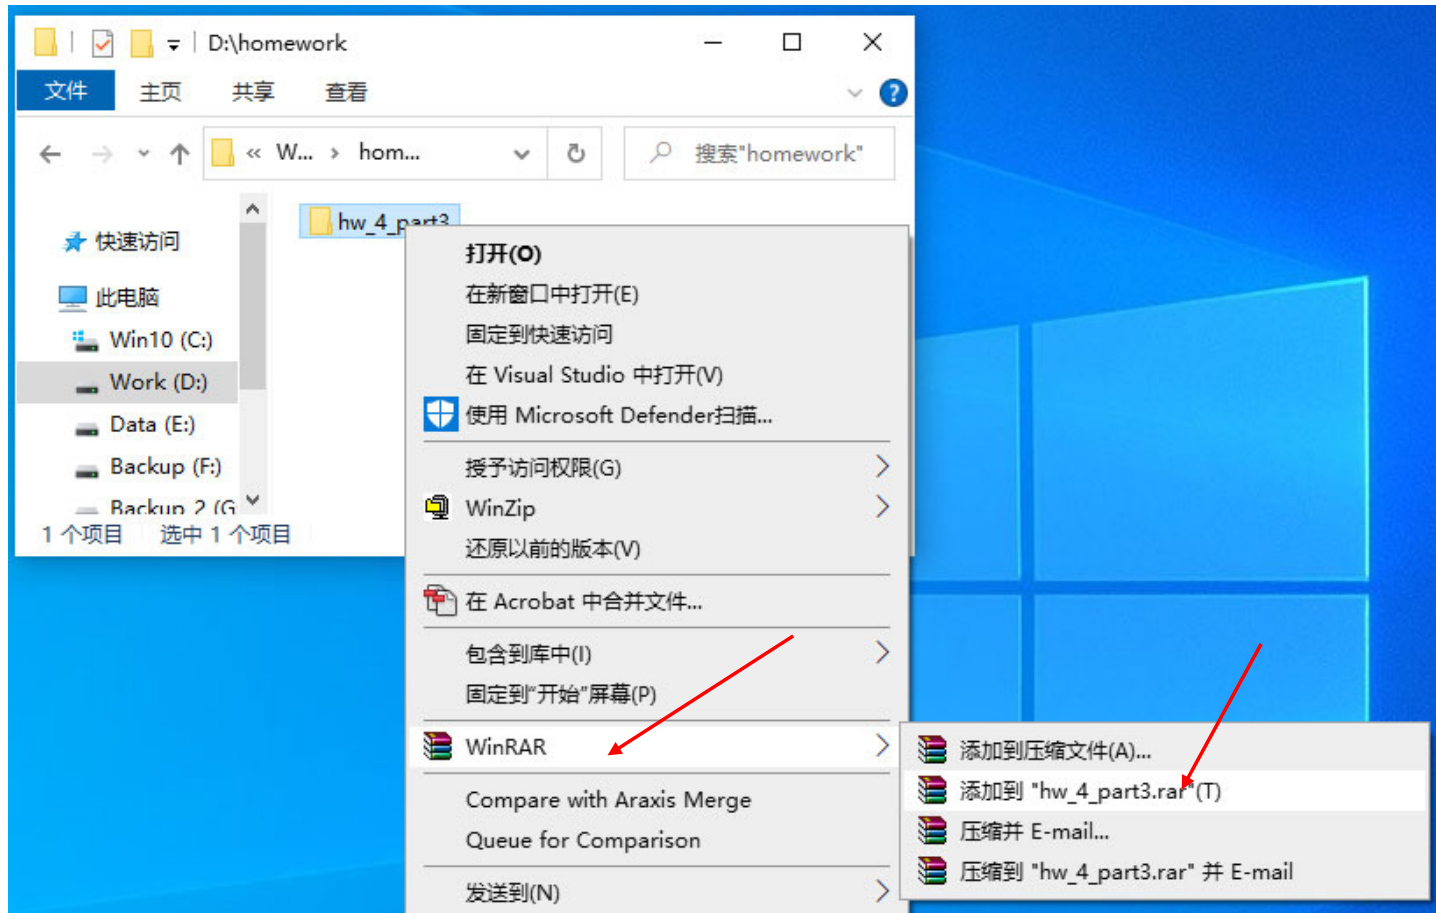 D:\homework
文件 主页 共享 查看
« W... › hom...
搜索"homework"
hw_4_part3
快速访问
此电脑
Win10 (C:)
Work (D:)
Data (E:)
Backup (F:)
Backup 2 (G
1 个项目 选中 1 个项目
打开(O)
在新窗口中打开(E)
固定到快速访问
在 Visual Studio 中打开(V)
使用 Microsoft Defender扫描...
授予访问权限(G)
WinZip
还原以前的版本(V)
在 Acrobat 中合并文件...
包含到库中(I)
固定到"开始"屏幕(P)
WinRAR
Compare with Araxis Merge
Queue for Comparison
发送到(N)
添加到压缩文件(A)...
添加到 "hw_4_part3.rar"(T)
压缩并 E-mail...
压缩到 "hw_4_part3.rar" 并 E-mail